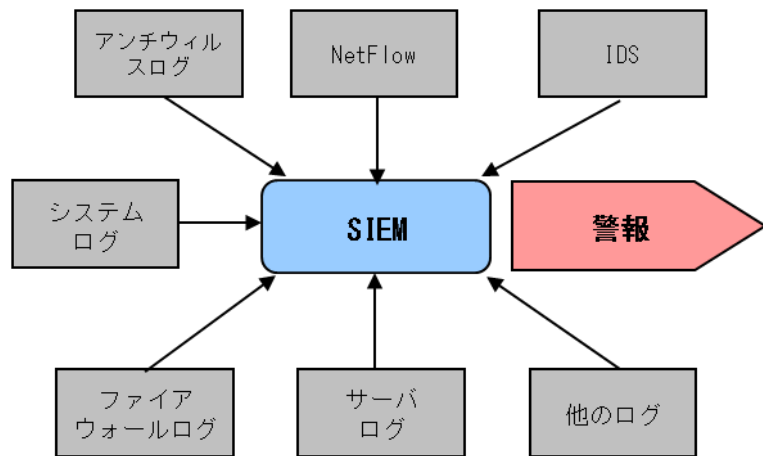 アンチウィル
スログ
NetFlow
IDS
システム
ログ
SIEM
警報
ファイア
ウォールログ
サーバ
ログ
他のログ